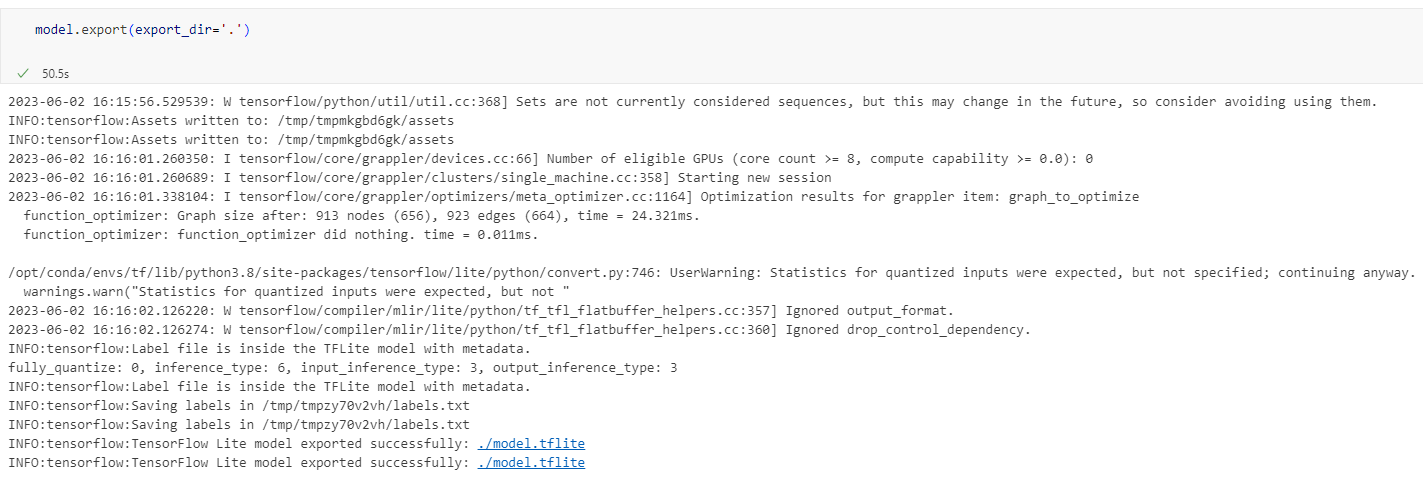 model.export(export_dir='.')
50.5s
2023-06-02 16:15:56.529539: W tensorflow/python/util/util.cc:368] Sets are not currently considered sequences, but this may change in the future, so consider avoiding using them.
INFO:tensorflow:Assets written to: /tmp/tmpmkgbd6gk/assets
INFO:tensorflow:Assets written to: /tmp/tmpmkgbd6gk/assets
2023-06-02 16:16:01.260350: I tensorflow/core/grappler/devices.cc:66] Number of eligible GPUs (core count >= 8, compute capability >= 0.0): 0
2023-06-02 16:16:01.260689: I tensorflow/core/grappler/clusters/single_machine.cc:358] Starting new session
2023-06-02 16:16:01.338104: I tensorflow/core/grappler/optimizers/meta_optimizer.cc:1164] Optimization results for grappler item: graph_to_optimize
  function_optimizer: Graph size after: 913 nodes (656), 923 edges (664), time = 24.321ms.
  function_optimizer: function_optimizer did nothing. time = 0.011ms.
/opt/conda/envs/tf/lib/python3.8/site-packages/tensorflow/lite/python/convert.py:746: UserWarning: Statistics for quantized inputs were expected, but not specified; continuing anyway.
  warnings.warn("Statistics for quantized inputs were expected, but not "
2023-06-02 16:16:02.126220: W tensorflow/compiler/mlir/lite/python/tf_tfl_flatbuffer_helpers.cc:357] Ignored output_format.
2023-06-02 16:16:02.126274: W tensorflow/compiler/mlir/lite/python/tf_tfl_flatbuffer_helpers.cc:360] Ignored drop_control_dependency.
INFO:tensorflow:Label file is inside the TFLite model with metadata.
fully_quantize: 0, inference_type: 6, input_inference_type: 3, output_inference_type: 3
INFO:tensorflow:Label file is inside the TFLite model with metadata.
INFO:tensorflow:Saving labels in /tmp/tmpzy70v2vh/labels.txt
INFO:tensorflow:Saving labels in /tmp/tmpzy70v2vh/labels.txt
INFO:tensorflow:TensorFlow Lite model exported successfully: ./model.tflite
INFO:tensorflow:TensorFlow Lite model exported successfully: ./model.tflite